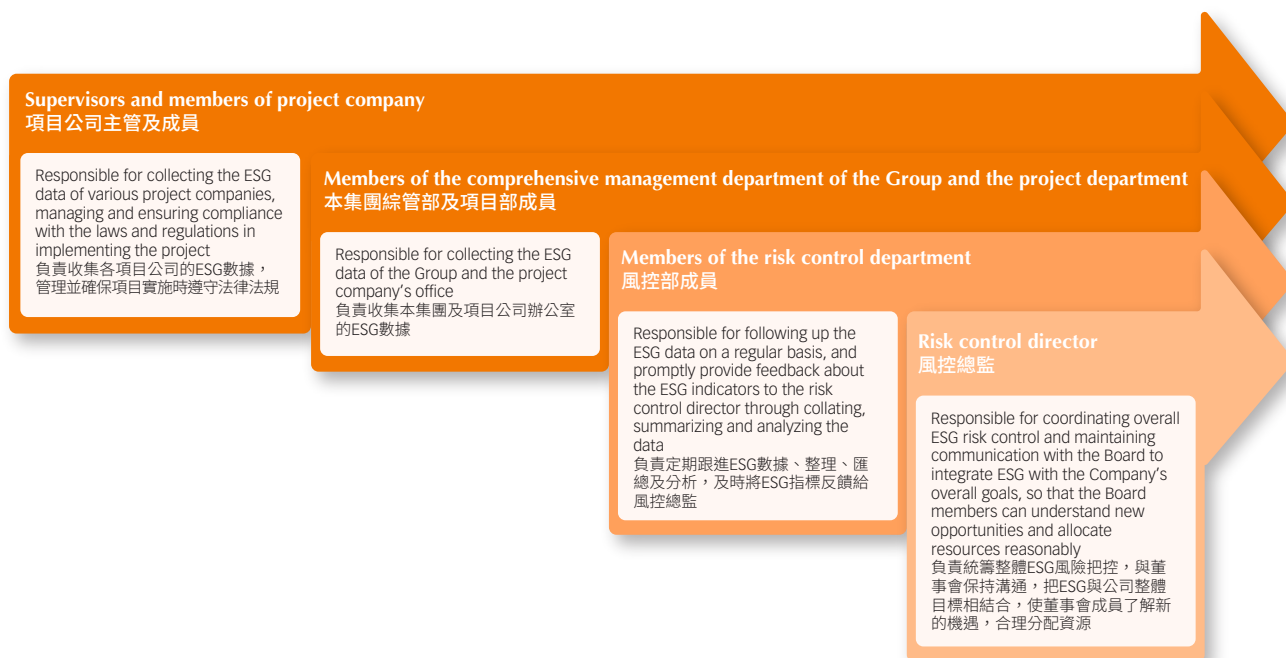 Supervisors and members of project company
項目公司主管及成員
Responsible for collecting the ESG
data of various project companies,
managing and ensuring compliance
with the laws and regulations in
implementing the project
負責收集各項目公司的ESG數據，
管理並確保項目實施時遵守法律法規
Members of the comprehensive management department of the Group and the project department
本集團綜管部及項目部成員
Responsible for collecting the ESG
data of the Group and the project
company's office
負責收集本集團及項目公司辦公室
的ESG數據
Members of the risk control department
風控部成員
Responsible for following up the
ESG data on a regular basis, and
promptly provide feedback about
the ESG indicators to the risk
control director through collating,
summarizing and analyzing the
data
負責定期跟進ESG數據、整理、匯
總及分析，及時將ESG指標反饋給
風控總監
Risk control director
風控總監
Responsible for coordinating overall
ESG risk control and maintaining
communication with the Board to
integrate ESG with the Company's
overall goals, so that the Board
members can understand new
opportunities and allocate
resources reasonably
負責統籌整體ESG風險把控，與董
事會保持溝通，把ESG與公司整體
目標相結合，使董事會成員了解新
的機遇，合理分配資源